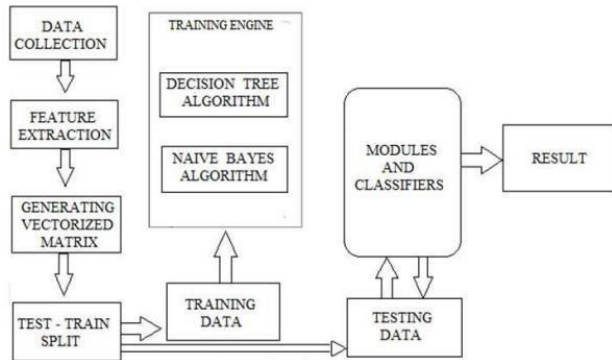 DATA
COLLECTION
FEATURE
EXTRACTION
GENERATING
VECTORIZED
MATRIX
TEST - TRAIN
SPLIT
TRAINING ENGINE
DECISION TREE
ALGORITHM
NAIVE BAYES
ALGORITHM
TRAINING
DATA
MODULES
AND
CLASSIFIERS
TESTING
DATA
RESULT